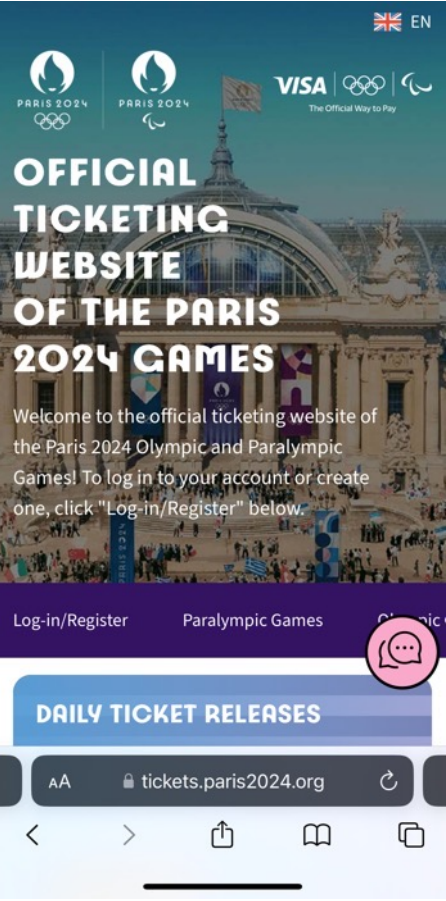 EN
PARIS 2024
PARIS 2024
VISA
The Official Way to Pay
OFFICIAL
TICKETING
WEBSITE
OF THE PARIS
2024 GAMES
Welcome to the official ticketing website of
the Paris 2024 Olympic and Paralympic
Games! To log in to your account or create
one, click "Log-in/Register" below.
PARIS 2024
Log-in/Register
Paralympic Games
DAILY TICKET RELEASES
AA
tickets.paris2024.org